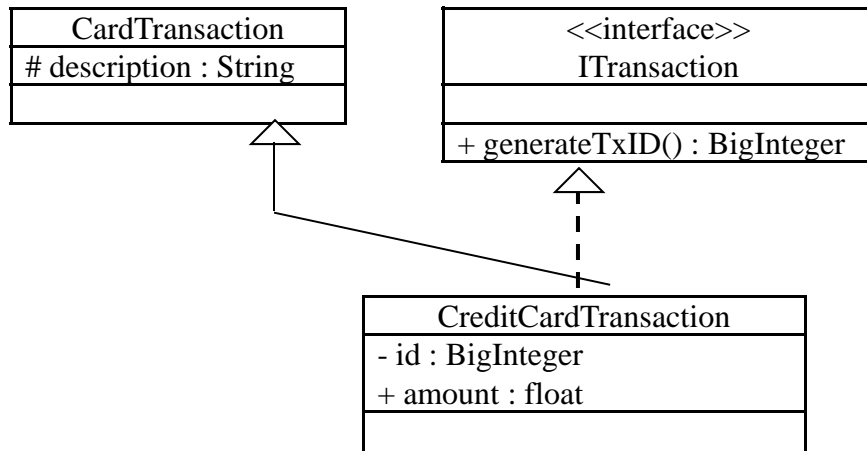 CardTransaction
# description : String
<<interface>>
ITransaction
+ generateTxID() : BigInteger
CreditCardTransaction
- id : BigInteger
+ amount : float